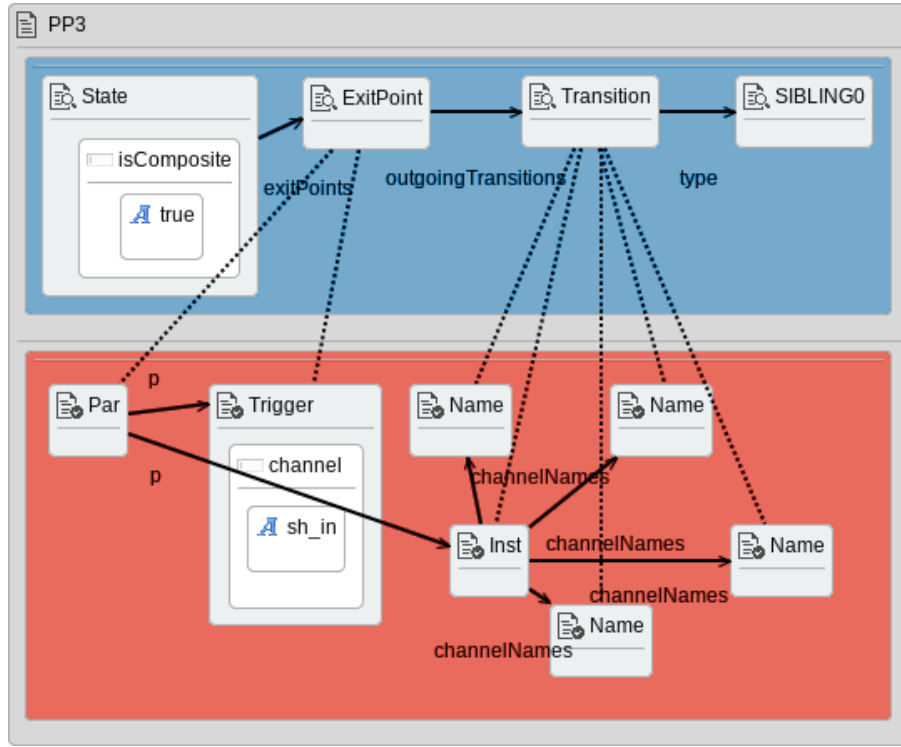 PP3
State
ExitPoint
Transition
SIBLING0
isComposite
true
exitPoints
outgoingTransitions
type
Par
p
Trigger
Name
Name
channel
p
channelNames
sh_in
Inst
channelNames
Name
channelNames
Name
channelNames